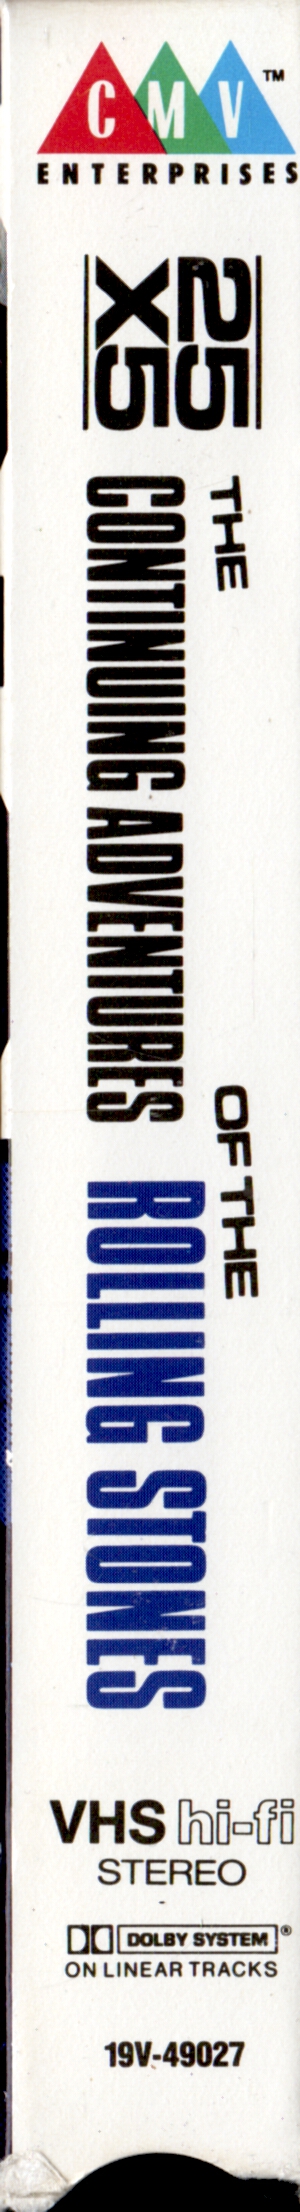 CMV™
ENTERPRISES
25
X5
THE
CONTINUING ADVENTURES
OF THE
ROLLING STONES
VHS hi-fi
STEREO
DOLBY SYSTEM®
ON LINEAR TRACKS
19V-49027